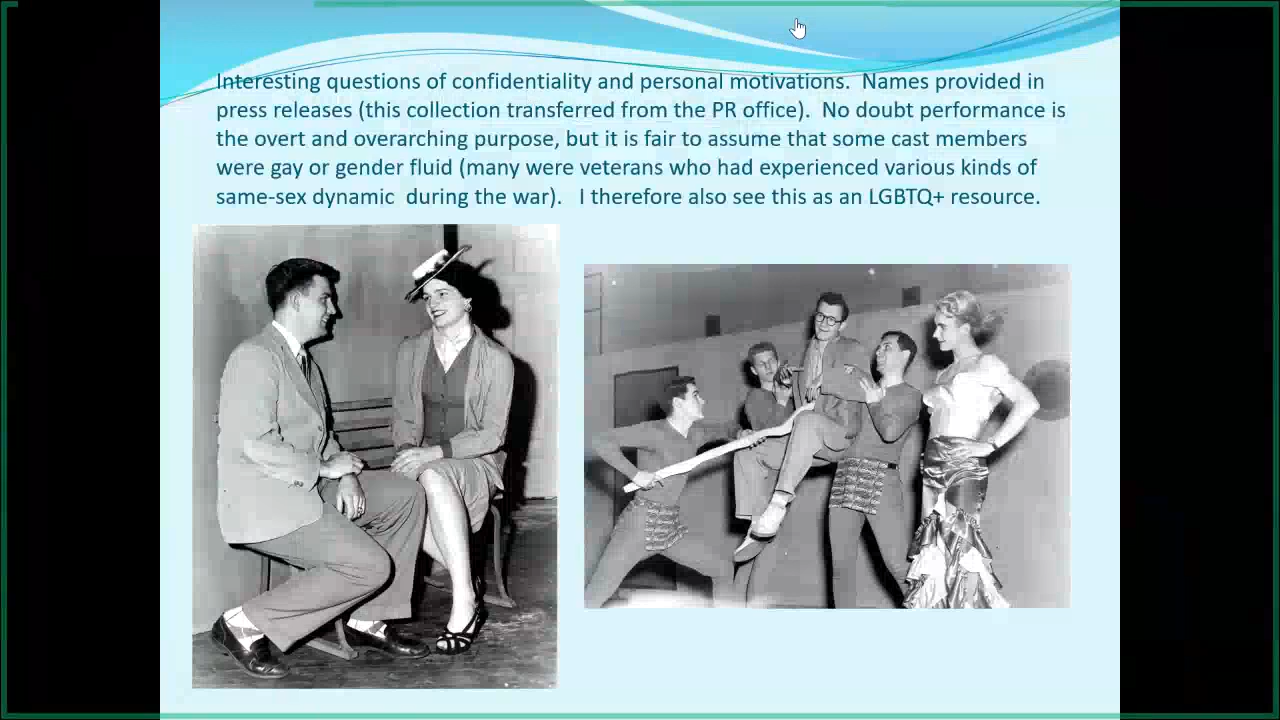 Interesting questions of confidentiality and personal motivations.  Names provided in
press releases (this collection transferred from the PR office).  No doubt performance is
the overt and overarching purpose, but it is fair to assume that some cast members
were gay or gender fluid (many were veterans who had experienced various kinds of
same-sex dynamic  during the war).   I therefore also see this as an LGBTQ+ resource.